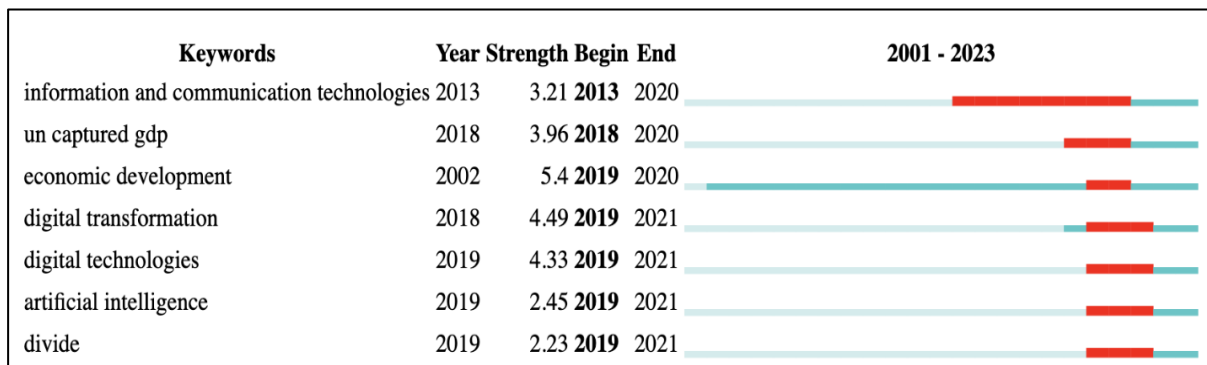 Keywords Year Strength Begin End 2001 - 2023
information and communication technologies 2013 3.21 2013 2020
un captured gdp 2018 3.96 2018 2020
economic development 2002 5.4 2019 2020
digital transformation 2018 4.49 2019 2021
digital technologies 2019 4.33 2019 2021
artificial intelligence 2019 2.45 2019 2021
divide 2019 2.23 2019 2021